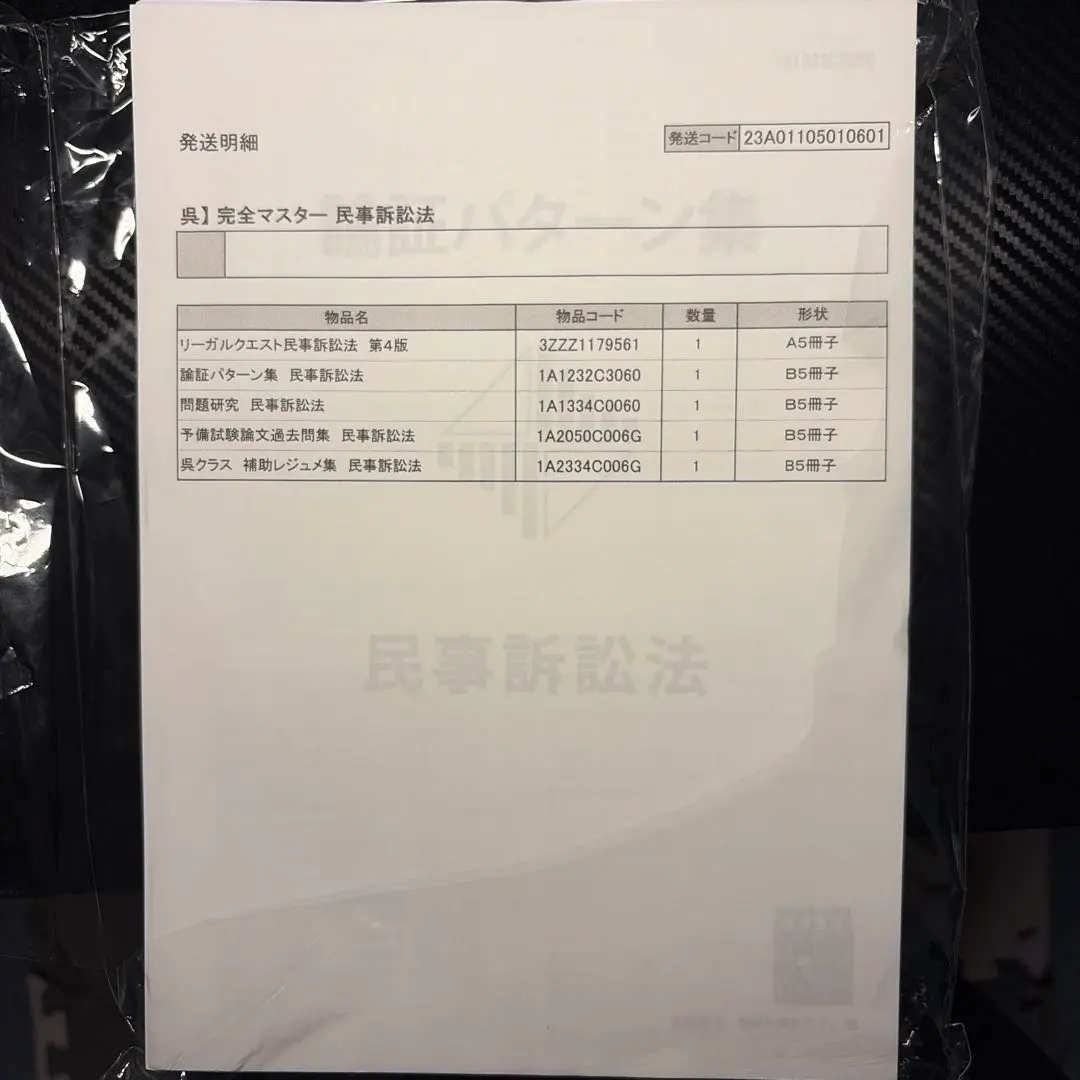 発送明細
発送コード 23A01105010601
呉】完全マスター 民事訴訟法
論証パターン集
物品名 物品コード 数量 形状
リーガルクエスト民事訴訟法 第4版 3ZZZ1179561 1 A5冊子
論証パターン集 民事訴訟法 1A1232C3060 1 B5冊子
問題研究 民事訴訟法 1A1334C0060 1 B5冊子
予備試験論文過去問集 民事訴訟法 1A2050C006G 1 B5冊子
呉クラス 補助レジュメ集 民事訴訟法 1A2334C006G 1 B5冊子
民事訴訟法